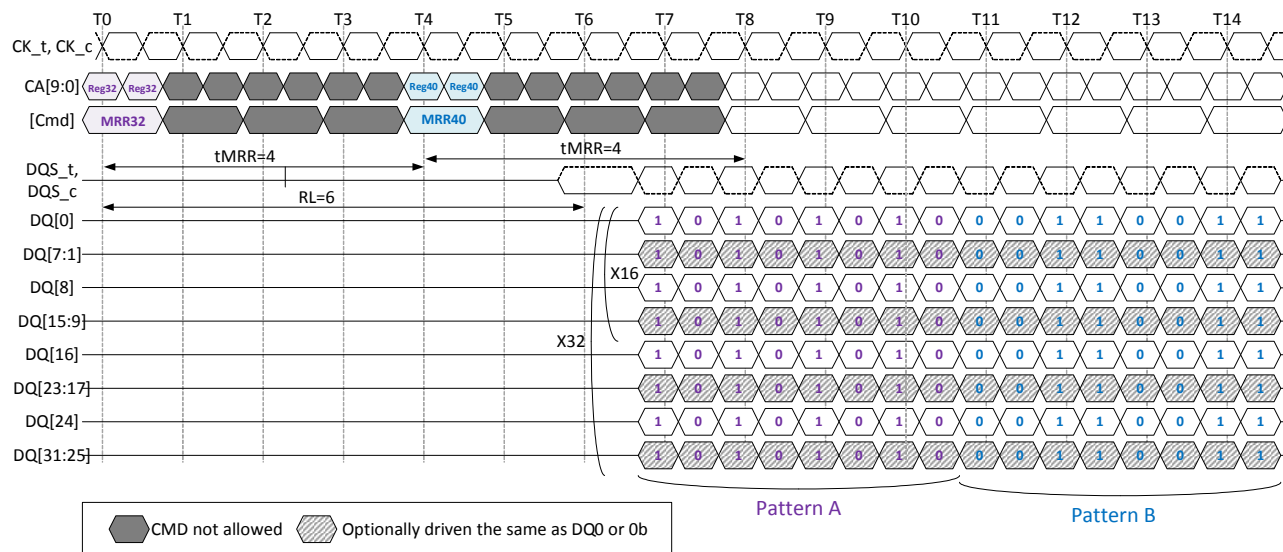 T0 T1 T2 T3 T4 T5 T6 T7 T8 T9 T10 T11 T12 T13 T14
CK_t, CK_c
CA[9:0] Reg32 Reg32 Reg40 Reg40
[Cmd] MRR32 MRR40
tMRR=4 tMRR=4
DQS_t,
DQS_c
RL=6
DQ[0] 1 0 1 0 1 0 1 0 0 0 1 1 0 0 1 1
DQ[7:1] 1 0 1 0 1 0 1 0 0 0 1 1 0 0 1 1
X16
DQ[8] 1 0 1 0 1 0 1 0 0 0 1 1 0 0 1 1
DQ[15:9] 1 0 1 0 1 0 1 0 0 0 1 1 0 0 1 1
X32
DQ[16] 1 0 1 0 1 0 1 0 0 0 1 1 0 0 1 1
DQ[23:17] 1 0 1 0 1 0 1 0 0 0 1 1 0 0 1 1
DQ[24] 1 0 1 0 1 0 1 0 0 0 1 1 0 0 1 1
DQ[31:25] 1 0 1 0 1 0 1 0 0 0 1 1 0 0 1 1
Pattern A Pattern B
CMD not allowed Optionally driven the same as DQ0 or 0b